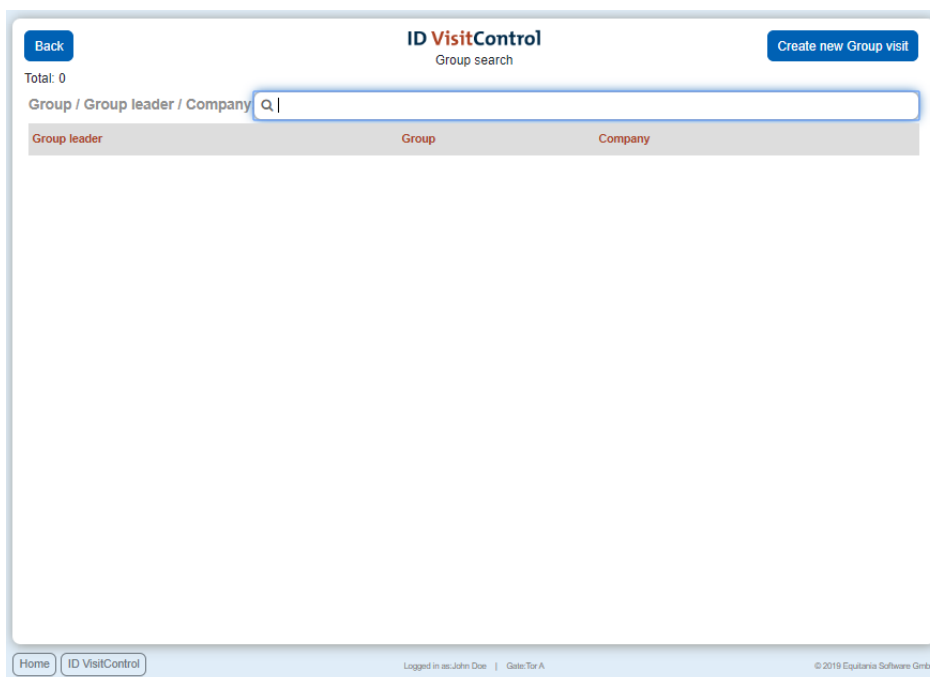 Back
ID VisitControl
Create new Group visit
Group search
Total: 0
Group / Group leader / Company
Group leader Group Company
Home ID VisitControl Logged in as:John Doe | Gate:Tor A © 2019 Equitania Software Gmb